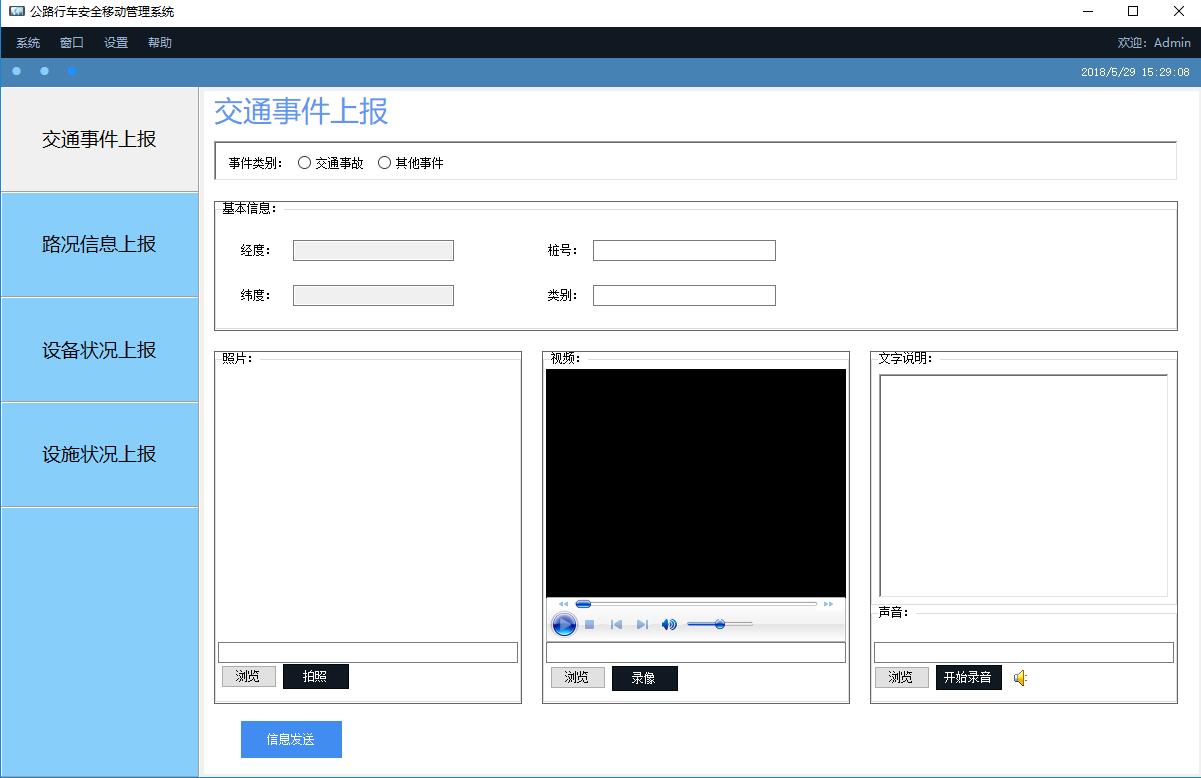 公路行车安全移动管理系统
系统 窗口 设置 帮助 欢迎：Admin
2018/5/29 15:29:08
交通事件上报
路况信息上报
设备状况上报
设施状况上报
交通事件上报
事件类别： 交通事故 其他事件
基本信息：
经度： 桩号：
纬度： 类别：
照片：
浏览 拍照
视频：
浏览 录像
文字说明：
声音：
浏览 开始录音
信息发送